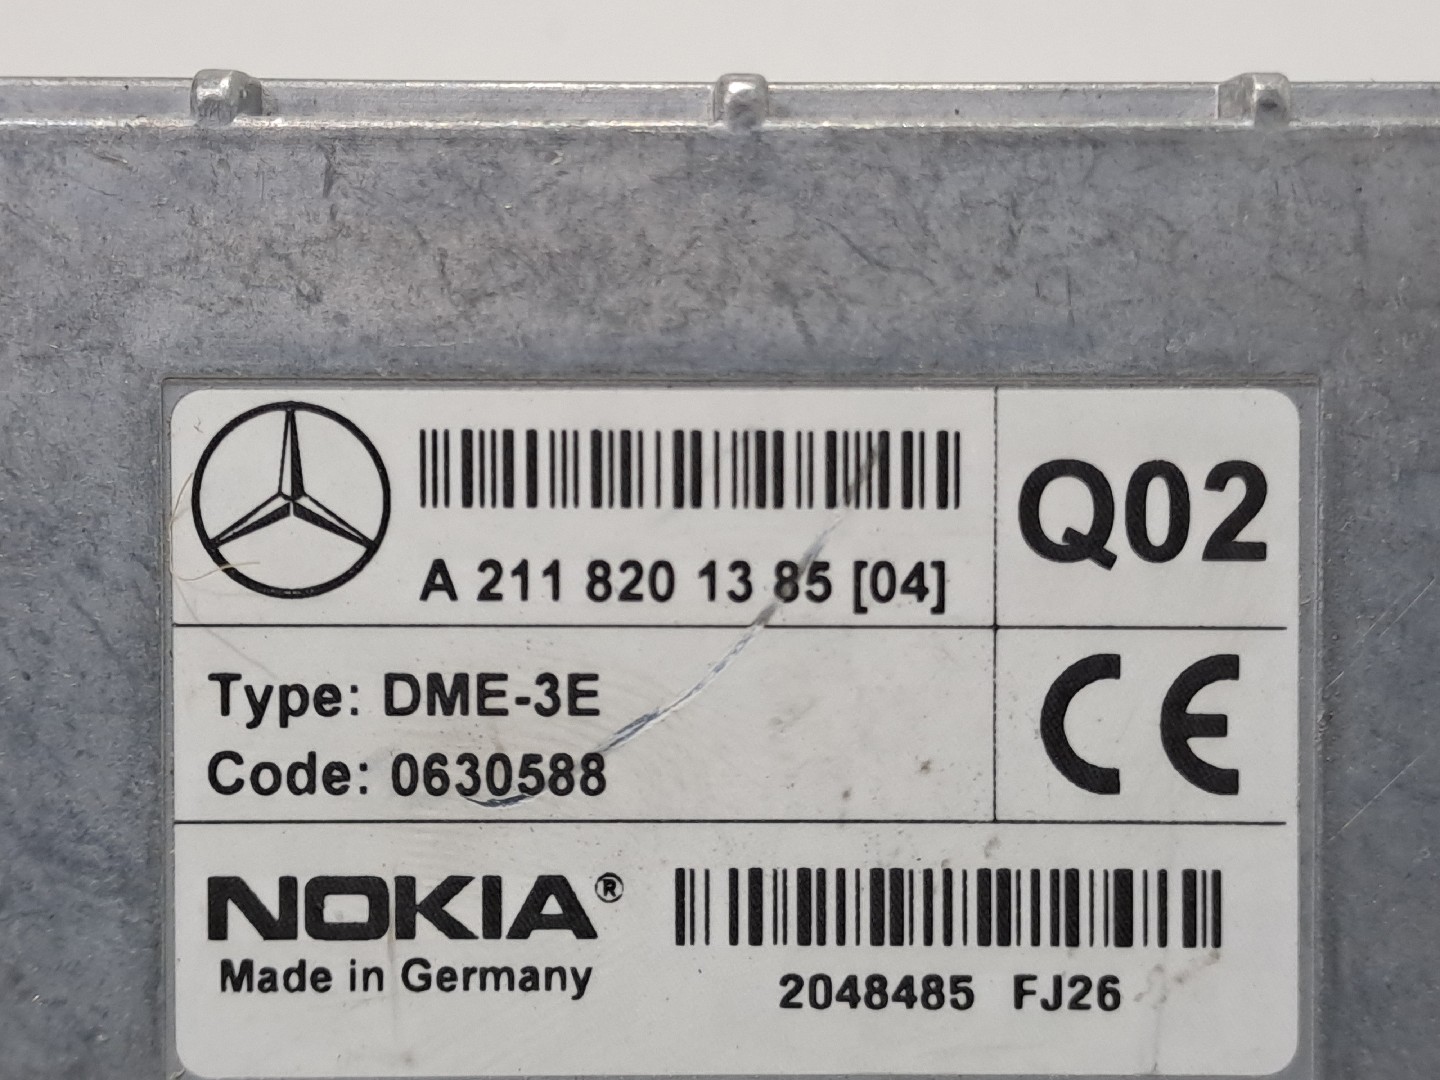 A 211 820 13 85 [04]
Q02
Type: DME-3E
Code: 0630588
CE
NOKIA®
Made in Germany
2048485 FJ26